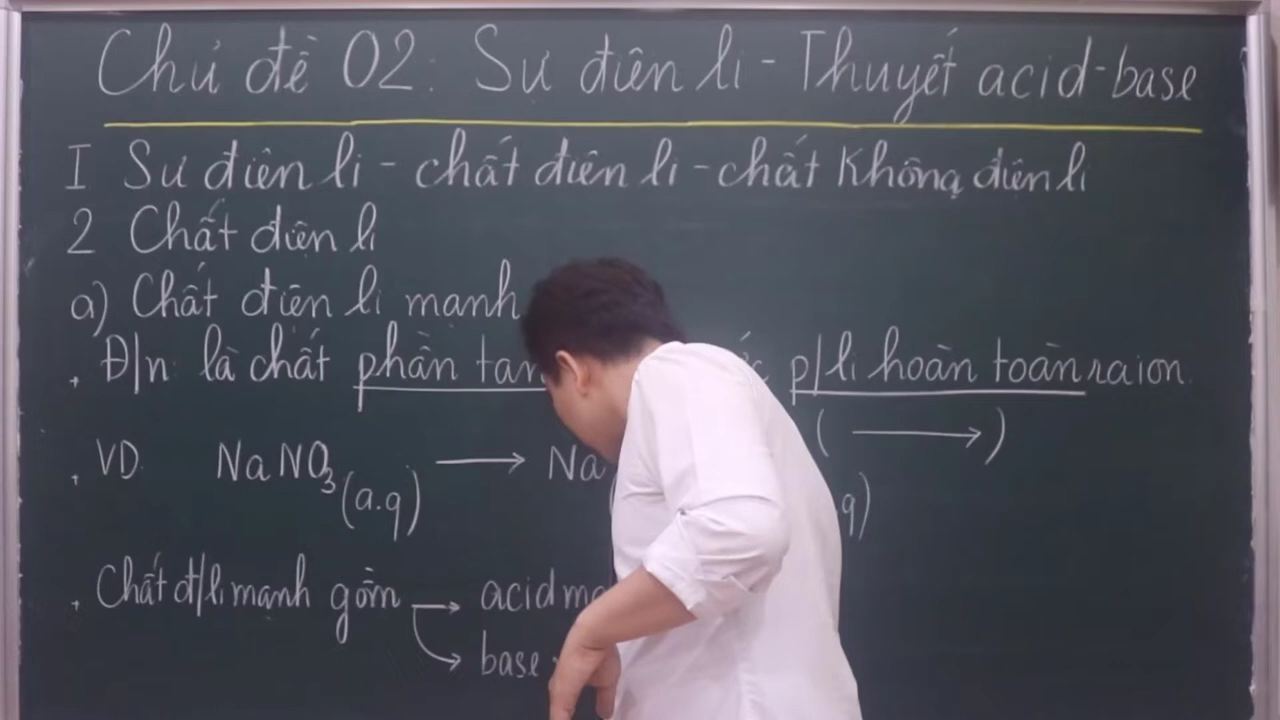 Chủ đề 02: Sự điện li - Thuyết acid-base
I Sự điện li - chất điện li - chất không điện li
2 Chất điện li
a) Chất điện li mạnh
. Đ/n: là chất phần tan p/li hoàn toàn ra ion.
(⟶)
. VD. NaNO₃(a.q) ⟶ Na q)
. Chất đ/li mạnh gồm → acid
→ base